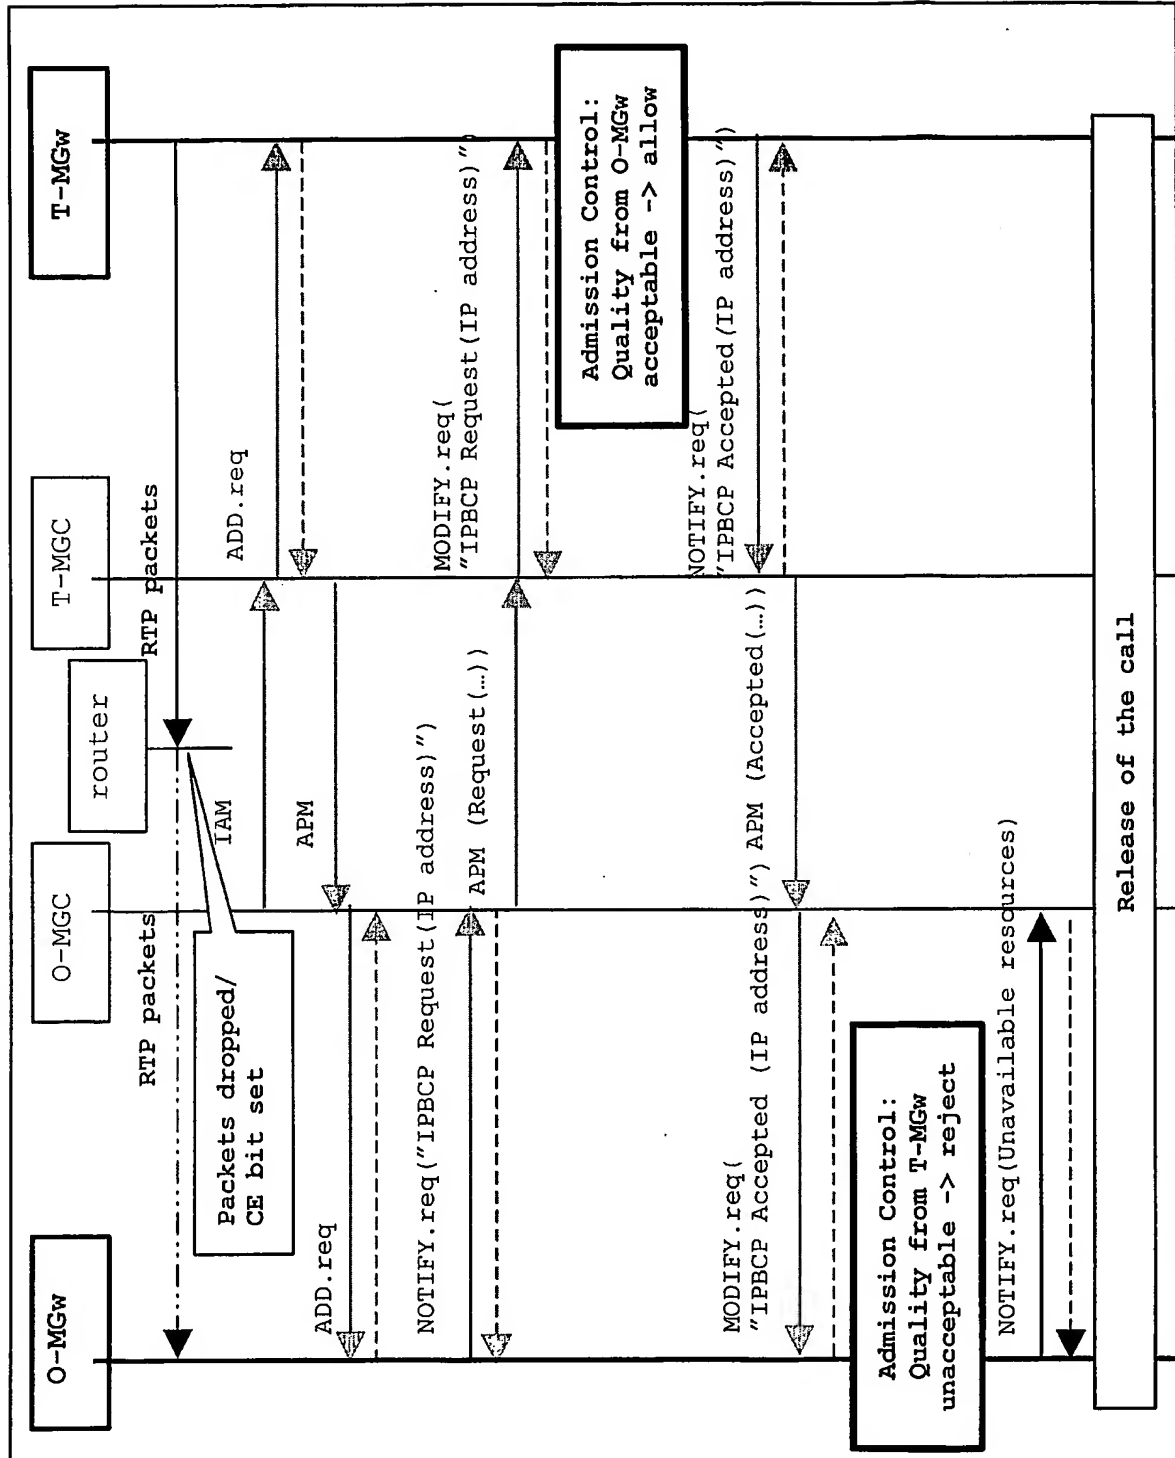 O-MGw
O-MGC
router
T-MGC
T-MGw
RTP packets
RTP packets
Packets dropped/
CE bit set
IAM
ADD.req
APM
ADD.req
NOTIFY.req("IPBCP Request(IP address)")
APM (Request(…))
MODIFY.req(
"IPBCP Request(IP address)")
Admission Control:
Quality from O-MGw
acceptable -> allow
NOTIFY.req(
"IPBCP Accepted(IP address)")
APM (Accepted(…))
MODIFY.req(
"IPBCP Accepted (IP address)")
Admission Control:
Quality from T-MGw
unacceptable -> reject
NOTIFY.req(Unavailable resources)
Release of the call